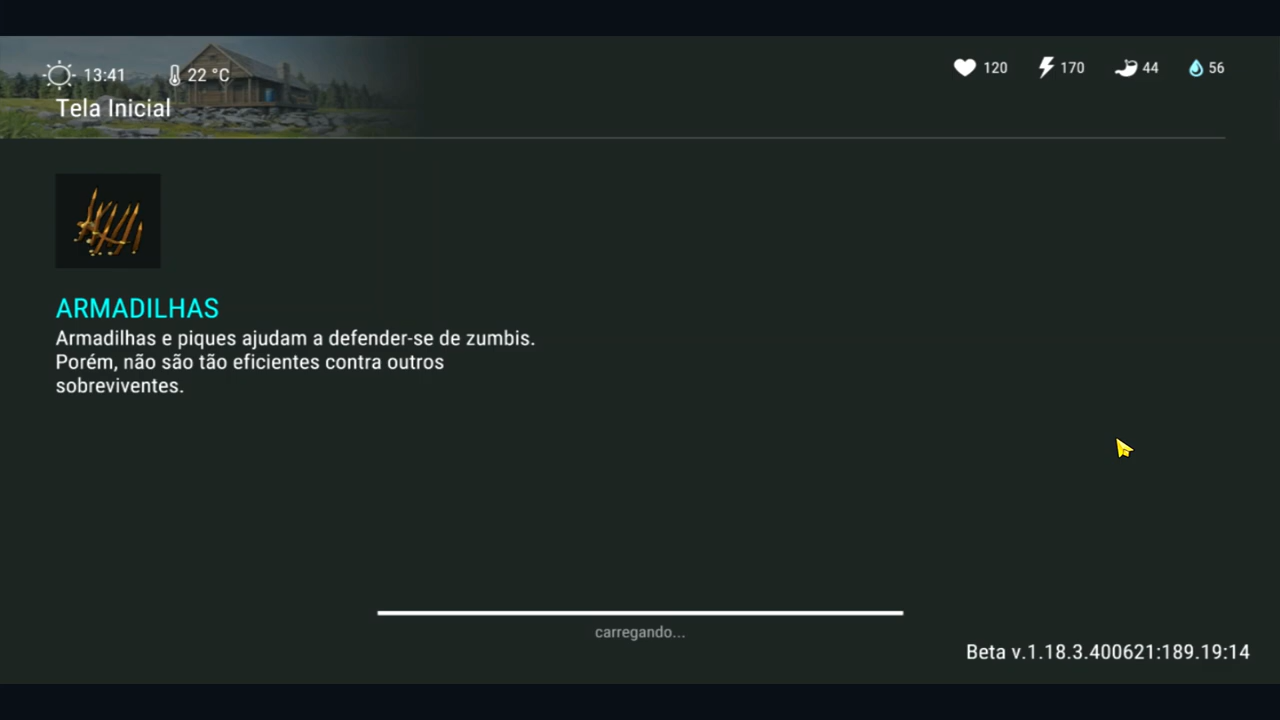 13:41 22 °C
120 170 44 56
Tela Inicial
ARMADILHAS
Armadilhas e piques ajudam a defender-se de zumbis.
Porém, não são tão eficientes contra outros
sobreviventes.
carregando...
Beta v.1.18.3.400621:189.19:14